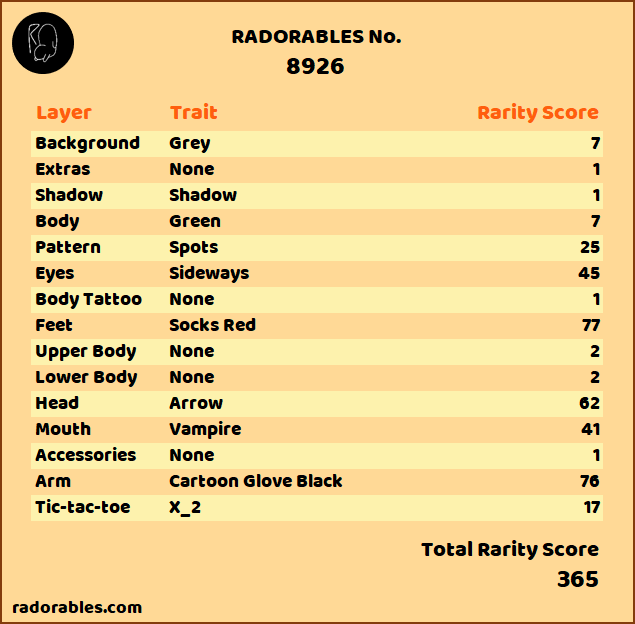 RADORABLES No.
8926
Layer Trait Rarity Score
Background Grey 7
Extras None 1
Shadow Shadow 1
Body Green 7
Pattern Spots 25
Eyes Sideways 45
Body Tattoo None 1
Feet Socks Red 77
Upper Body None 2
Lower Body None 2
Head Arrow 62
Mouth Vampire 41
Accessories None 1
Arm Cartoon Glove Black 76
Tic-tac-toe X_2 17
Total Rarity Score
365
radorables.com